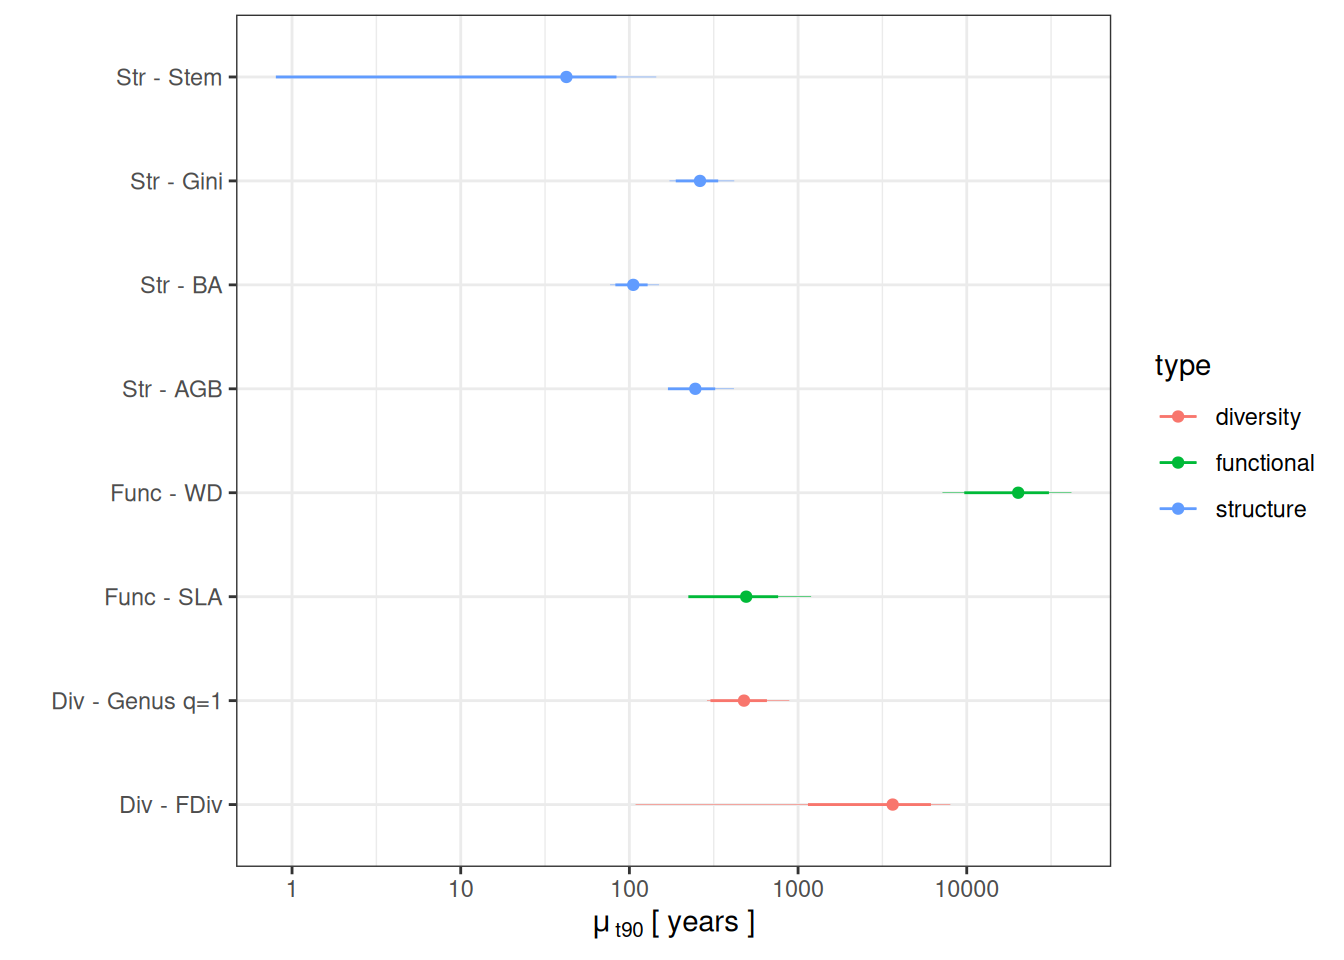 Str - Stem
Str - Gini
Str - BA
Str - AGB
Func - WD
Func - SLA
Div - Genus q=1
Div - FDiv
1 10 100 1000 10000
μ t90 [ years ]
type
diversity
functional
structure